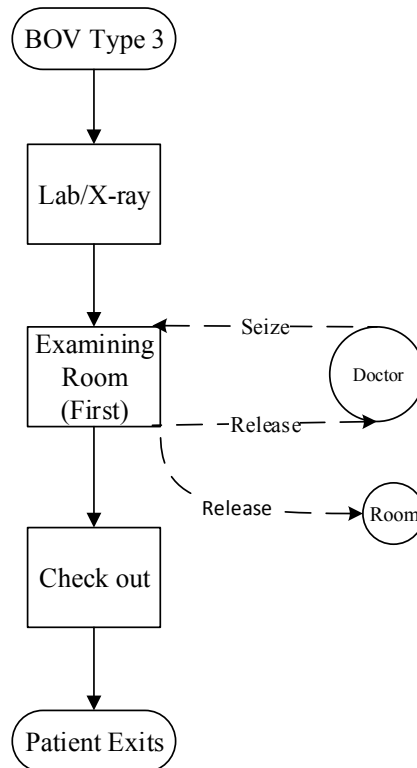 BOV Type 3
Lab/X-ray
Seize
Examining
Room
(First)
Doctor
Release
Release
Room
Check out
Patient Exits